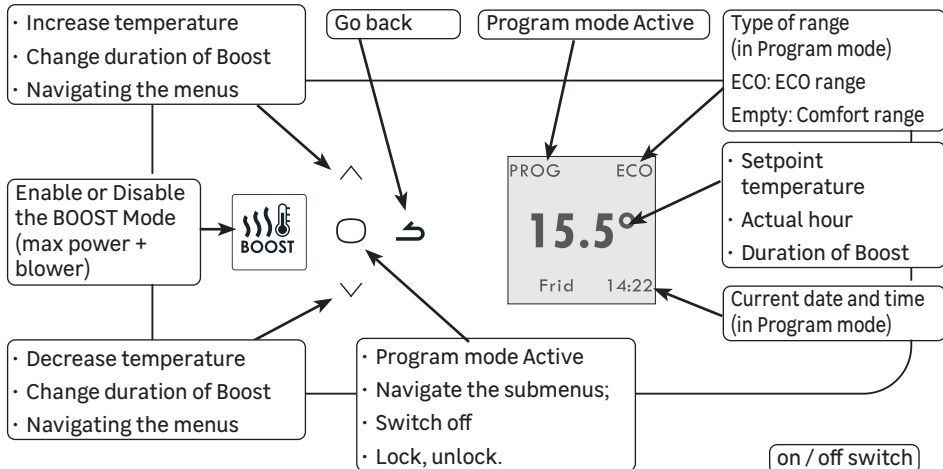 · Increase temperature
· Change duration of Boost
· Navigating the menus
Go back
Program mode Active
Type of range
(in Program mode)
ECO: ECO range
Empty: Comfort range
Enable or Disable
the BOOST Mode
(max power +
blower)
BOOST
PROG ECO
15.5°
Frid 14:22
· Setpoint
temperature
· Actual hour
· Duration of Boost
Current date and time
(in Program mode)
· Decrease temperature
· Change duration of Boost
· Navigating the menus
· Program mode Active
· Navigate the submenus;
· Switch off
· Lock, unlock.
on / off switch